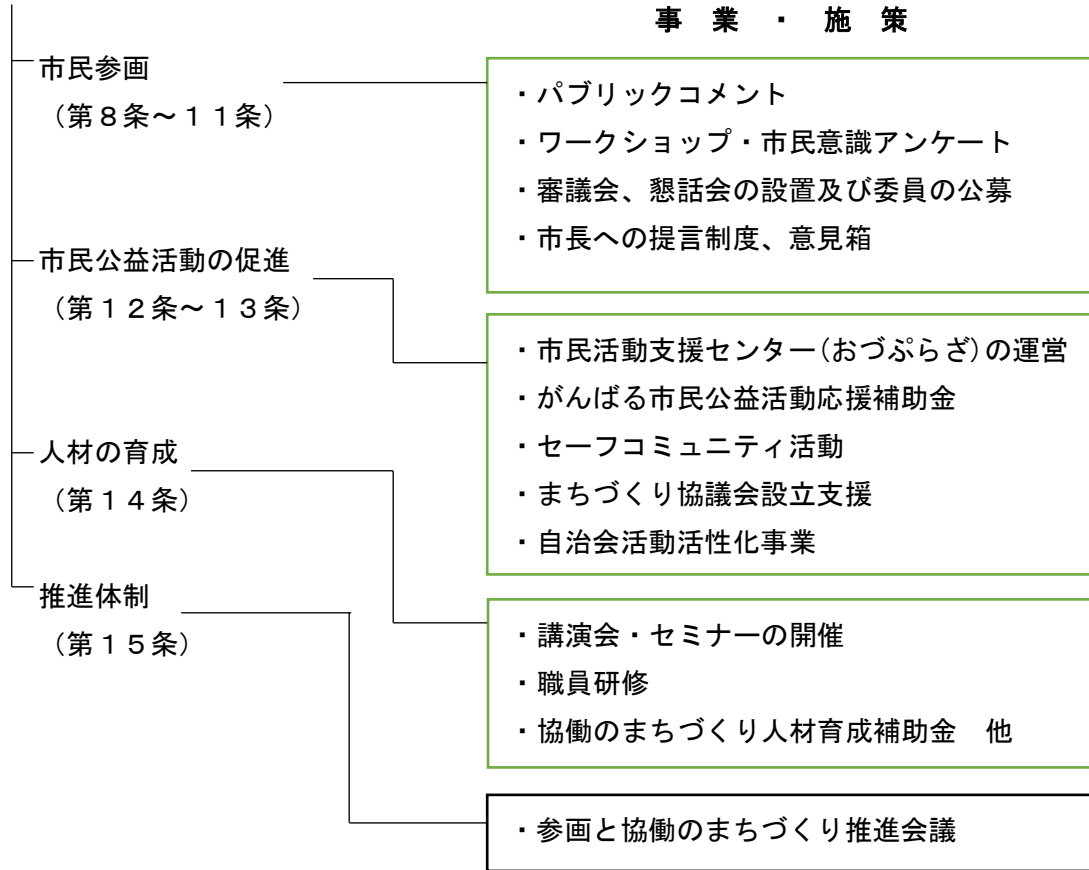 事　業　・　施　策
市民参画
（第８条～１１条）
・パブリックコメント
・ワークショップ・市民意識アンケート
・審議会、懇話会の設置及び委員の公募
・市長への提言制度、意見箱
市民公益活動の促進
（第１２条～１３条）
・市民活動支援センター(おづぷらざ)の運営
・がんばる市民公益活動応援補助金
・セーフコミュニティ活動
・まちづくり協議会設立支援
・自治会活動活性化事業
人材の育成
（第１４条）
・講演会・セミナーの開催
・職員研修
・協働のまちづくり人材育成補助金　他
推進体制
（第１５条）
・参画と協働のまちづくり推進会議